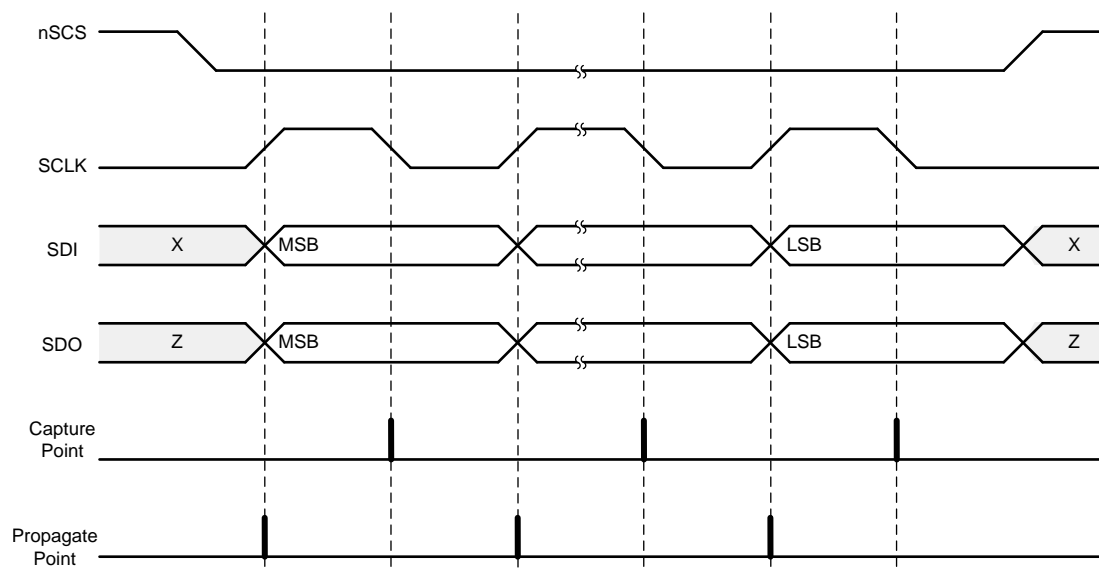 nSCS
SCLK
SDI
X
MSB
LSB
X
SDO
Z
MSB
LSB
Z
Capture
Point
Propagate
Point